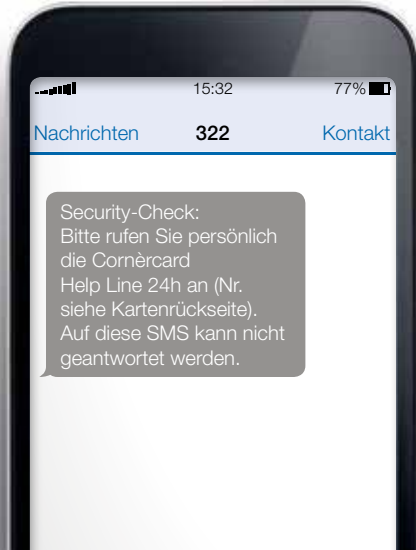 15:32 77%
Nachrichten 322 Kontakt
Security-Check:
Bitte rufen Sie persönlich
die Cornèrcard
Help Line 24h an (Nr.
siehe Kartenrückseite).
Auf diese SMS kann nicht
geantwortet werden.